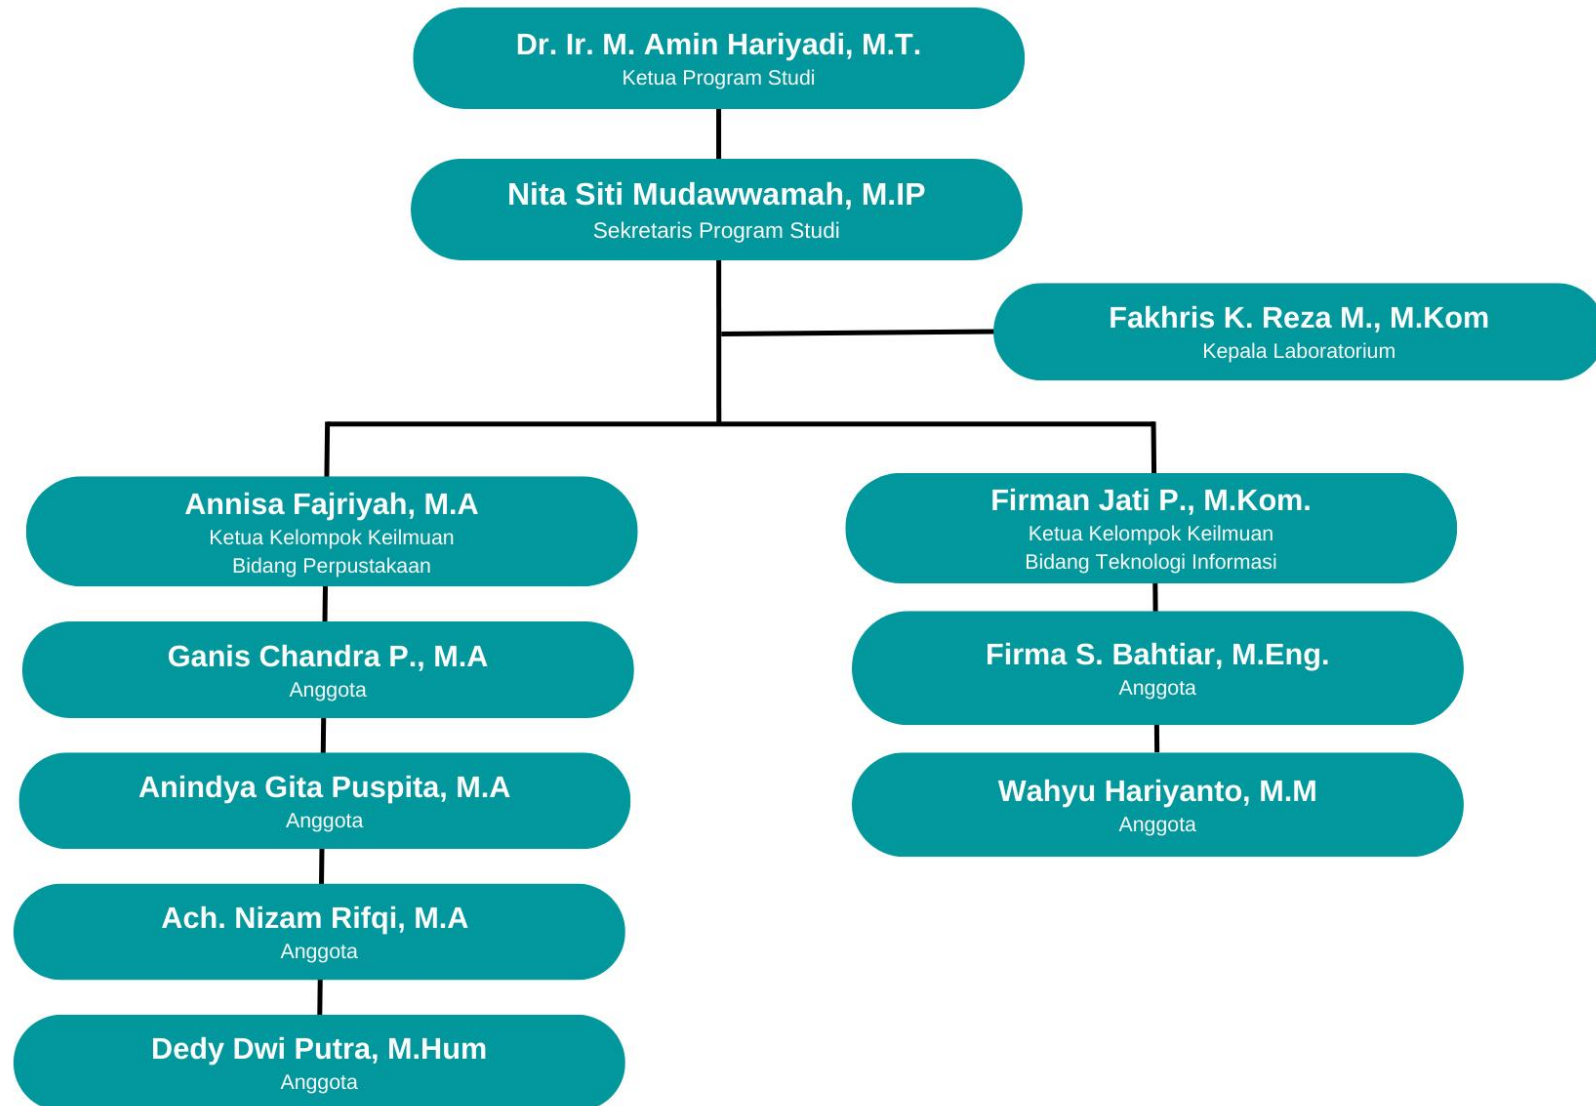 Dr. Ir. M. Amin Hariyadi, M.T.
Ketua Program Studi
Nita Siti Mudawwamah, M.IP
Sekretaris Program Studi
Fakhris K. Reza M., M.Kom
Kepala Laboratorium
Annisa Fajriyah, M.A
Ketua Kelompok Keilmuan
Bidang Perpustakaan
Ganis Chandra P., M.A
Anggota
Anindya Gita Puspita, M.A
Anggota
Ach. Nizam Rifqi, M.A
Anggota
Dedy Dwi Putra, M.Hum
Anggota
Firman Jati P., M.Kom.
Ketua Kelompok Keilmuan
Bidang Teknologi Informasi
Firma S. Bahtiar, M.Eng.
Anggota
Wahyu Hariyanto, M.M
Anggota